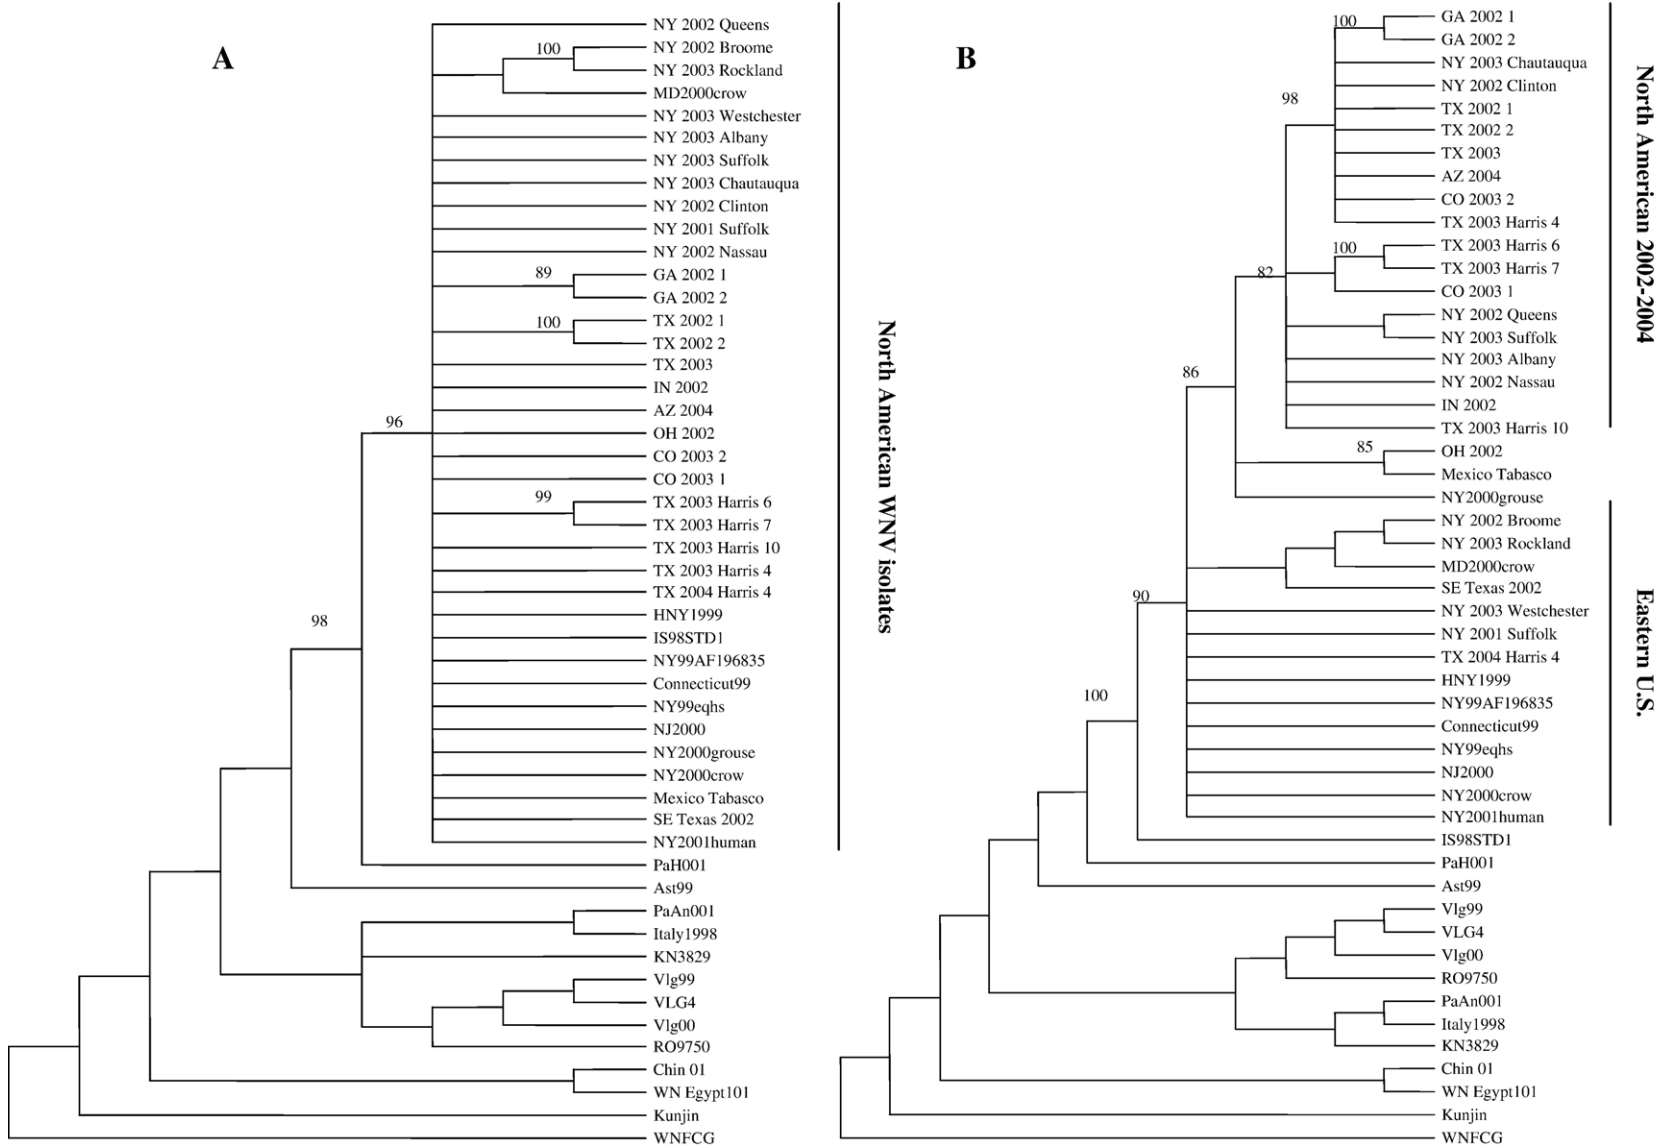 A
NY 2002 Queens
100
NY 2002 Broome
NY 2003 Rockland
MD2000crow
NY 2003 Westchester
NY 2003 Albany
NY 2003 Suffolk
NY 2003 Chautauqua
NY 2002 Clinton
NY 2001 Suffolk
NY 2002 Nassau
89
GA 2002 1
GA 2002 2
100
TX 2002 1
TX 2002 2
TX 2003
IN 2002
AZ 2004
96
OH 2002
CO 2003 2
CO 2003 1
99
TX 2003 Harris 6
TX 2003 Harris 7
TX 2003 Harris 10
TX 2003 Harris 4
TX 2004 Harris 4
98
HNY1999
IS98STD1
NY99AF196835
Connecticut99
NY99eqhs
NJ2000
NY2000grouse
NY2000crow
Mexico Tabasco
SE Texas 2002
NY2001human
PaH001
Ast99
PaAn001
Italy1998
KN3829
Vlg99
VLG4
Vlg00
RO9750
Chin 01
WN Egypt101
Kunjin
WNFCG
North American WNV isolates
B
100
GA 2002 1
GA 2002 2
NY 2003 Chautauqua
NY 2002 Clinton
98
TX 2002 1
TX 2002 2
TX 2003
AZ 2004
CO 2003 2
TX 2003 Harris 4
100
TX 2003 Harris 6
TX 2003 Harris 7
82
CO 2003 1
NY 2002 Queens
NY 2003 Suffolk
NY 2003 Albany
86
NY 2002 Nassau
IN 2002
TX 2003 Harris 10
85
OH 2002
Mexico Tabasco
NY2000grouse
NY 2002 Broome
NY 2003 Rockland
MD2000crow
SE Texas 2002
90
NY 2003 Westchester
NY 2001 Suffolk
TX 2004 Harris 4
HNY1999
100
NY99AF196835
Connecticut99
NY99eqhs
NJ2000
NY2000crow
NY2001human
IS98STD1
PaH001
Ast99
Vlg99
VLG4
Vlg00
RO9750
PaAn001
Italy1998
KN3829
Chin 01
WN Egypt101
Kunjin
WNFCG
North American 2002-2004
Eastern U.S.